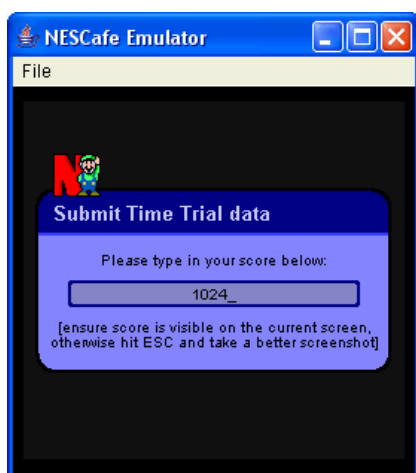 NESCafe Emulator
File
N
Submit Time Trial data
Please type in your score below:
1024_
[ensure score is visible on the current screen,
otherwise hit ESC and take a better screenshot]